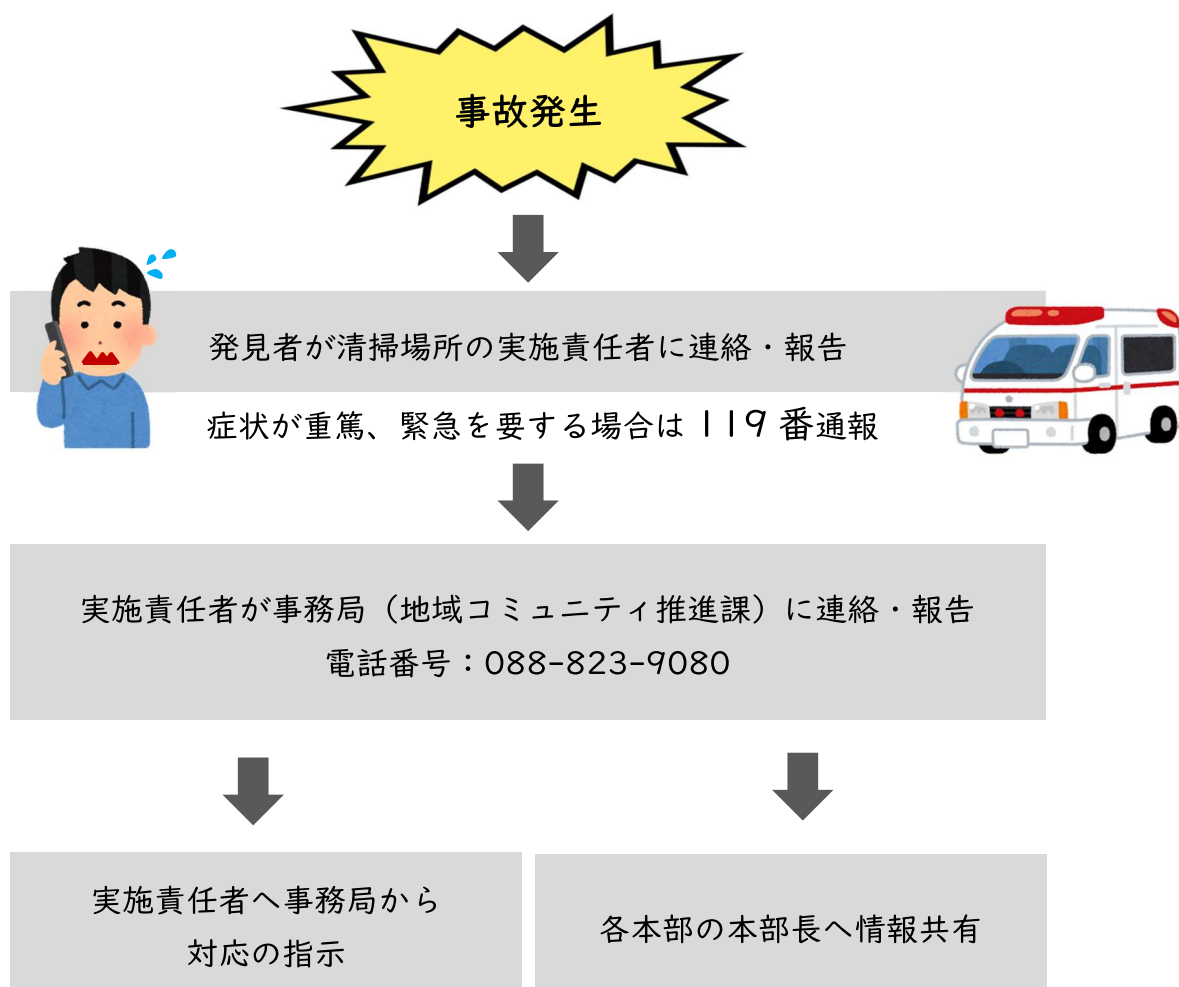 事故発生
発見者が清掃場所の実施責任者に連絡・報告
症状が重篤、緊急を要する場合は119番通報
実施責任者が事務局（地域コミュニティ推進課）に連絡・報告
電話番号：088-823-9080
実施責任者へ事務局から
対応の指示
各本部の本部長へ情報共有